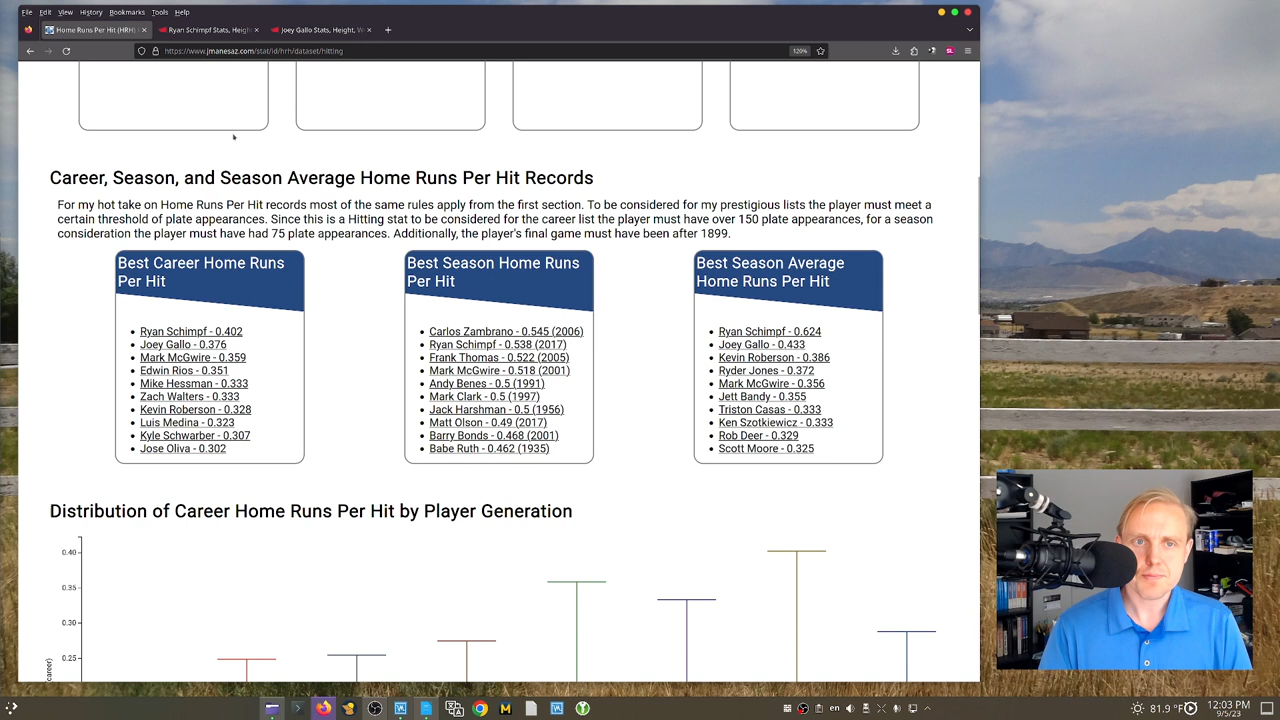 File Edit View History Bookmarks Tools Help
Home Runs Per Hit (HRH)
Ryan Schimpf Stats, Heigh
Joey Gallo Stats, Height, W
https://www.jmanesaz.com/stat/id/hrh/dataset/hitting
120%
Career, Season, and Season Average Home Runs Per Hit Records
For my hot take on Home Runs Per Hit records most of the same rules apply from the first section. To be considered for my prestigious lists the player must meet a
certain threshold of plate appearances. Since this is a Hitting stat to be considered for the career list the player must have over 150 plate appearances, for a season
consideration the player must have had 75 plate appearances. Additionally, the player's final game must have been after 1899.
Best Career Home Runs
Per Hit
Ryan Schimpf - 0.402
Joey Gallo - 0.376
Mark McGwire - 0.359
Edwin Rios - 0.351
Mike Hessman - 0.333
Zach Walters - 0.333
Kevin Roberson - 0.328
Luis Medina - 0.323
Kyle Schwarber - 0.307
Jose Oliva - 0.302
Best Season Home Runs
Per Hit
Carlos Zambrano - 0.545 (2006)
Ryan Schimpf - 0.538 (2017)
Frank Thomas - 0.522 (2005)
Mark McGwire - 0.518 (2001)
Andy Benes - 0.5 (1991)
Mark Clark - 0.5 (1997)
Jack Harshman - 0.5 (1956)
Matt Olson - 0.49 (2017)
Barry Bonds - 0.468 (2001)
Babe Ruth - 0.462 (1935)
Best Season Average
Home Runs Per Hit
Ryan Schimpf - 0.624
Joey Gallo - 0.433
Kevin Roberson - 0.386
Ryder Jones - 0.372
Mark McGwire - 0.356
Jett Bandy - 0.355
Triston Casas - 0.333
Ken Szotkiewicz - 0.333
Rob Deer - 0.329
Scott Moore - 0.325
Distribution of Career Home Runs Per Hit by Player Generation
0.40
0.35
0.30
0.25
career)
en
81.9 °F
12:03 PM
9/5/23